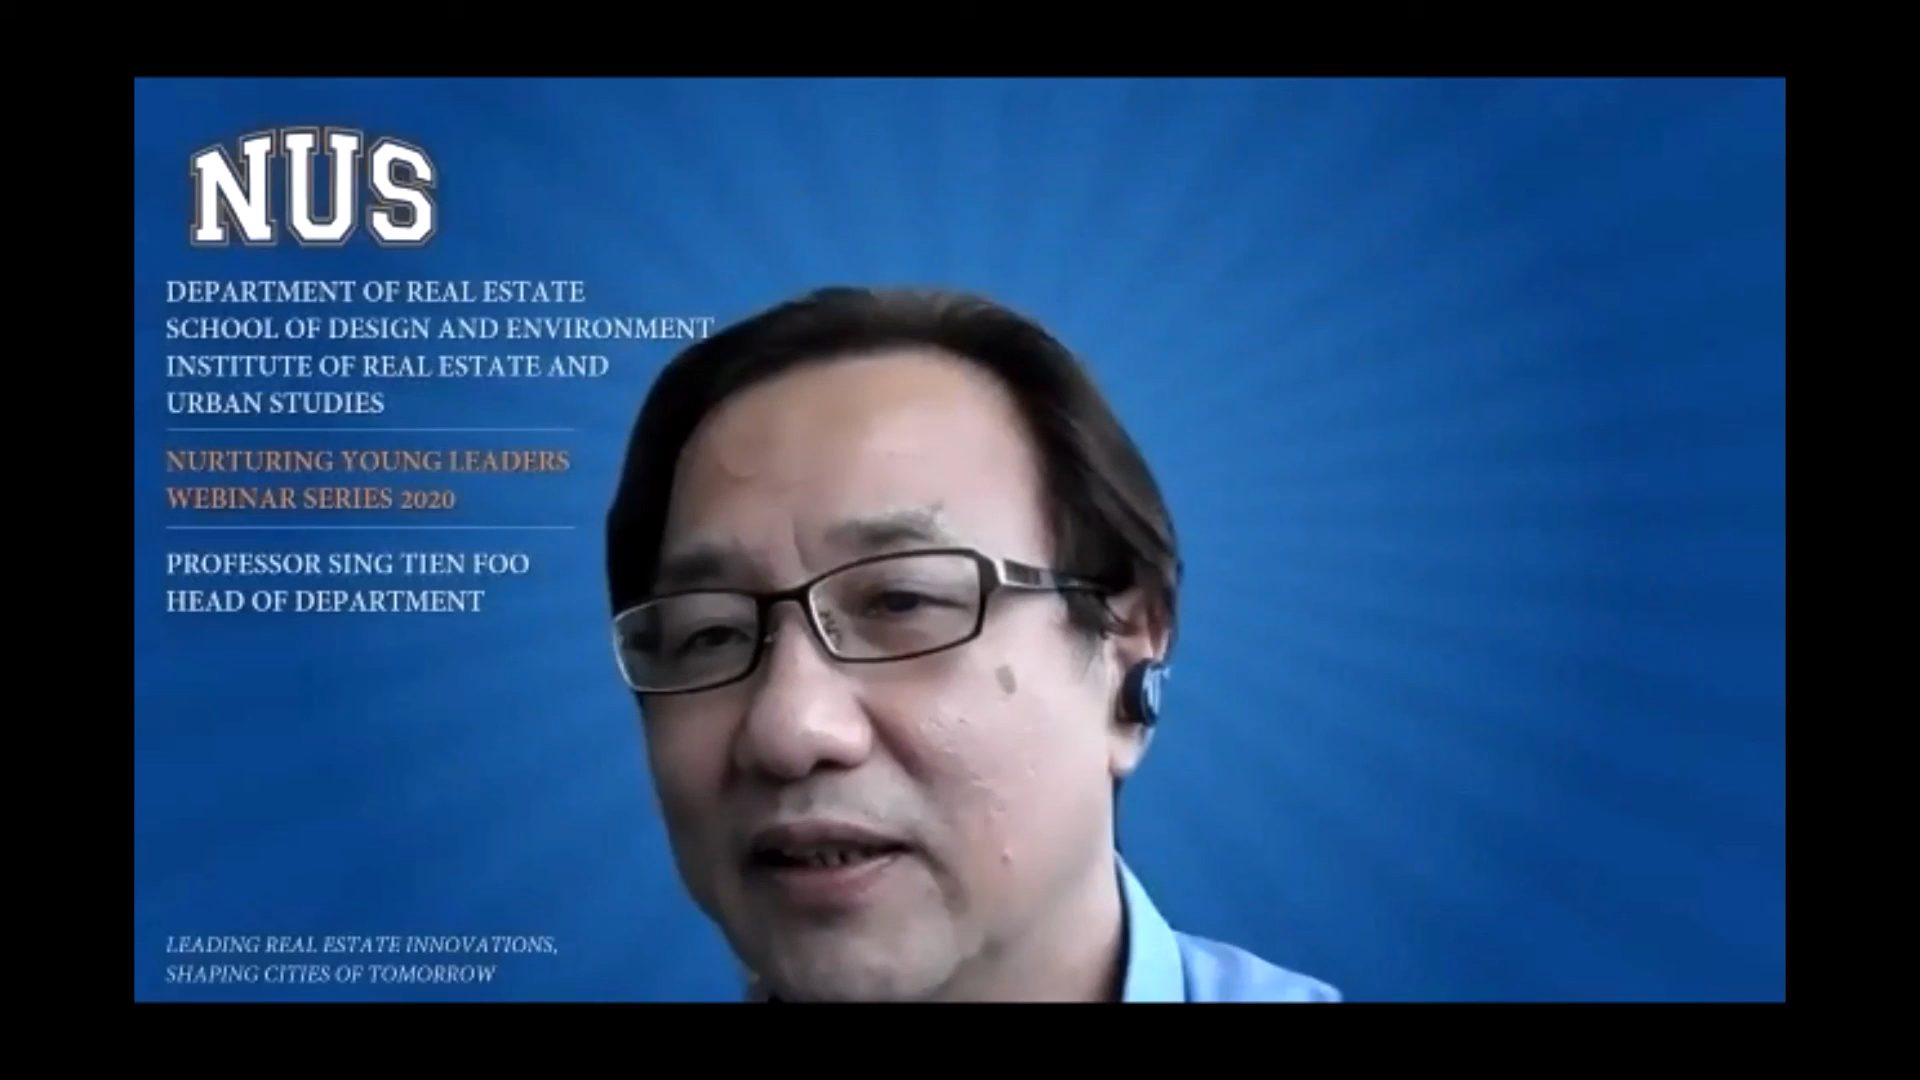 NUS
DEPARTMENT OF REAL ESTATE
SCHOOL OF DESIGN AND ENVIRONMENT
INSTITUTE OF REAL ESTATE AND
URBAN STUDIES
NURTURING YOUNG LEADERS
WEBINAR SERIES 2020
PROFESSOR SING TIEN FOO
HEAD OF DEPARTMENT
LEADING REAL ESTATE INNOVATIONS,
SHAPING CITIES OF TOMORROW